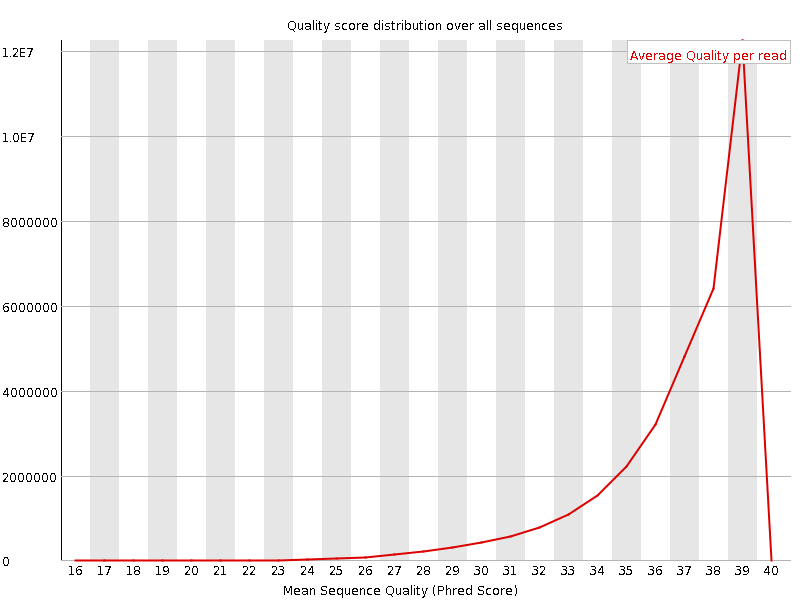 Quality score distribution over all sequences
Average Quality per read
1.2E7
1.0E7
8000000
6000000
4000000
2000000
0
16 17 18 19 20 21 22 23 24 25 26 27 28 29 30 31 32 33 34 35 36 37 38 39 40
Mean Sequence Quality (Phred Score)